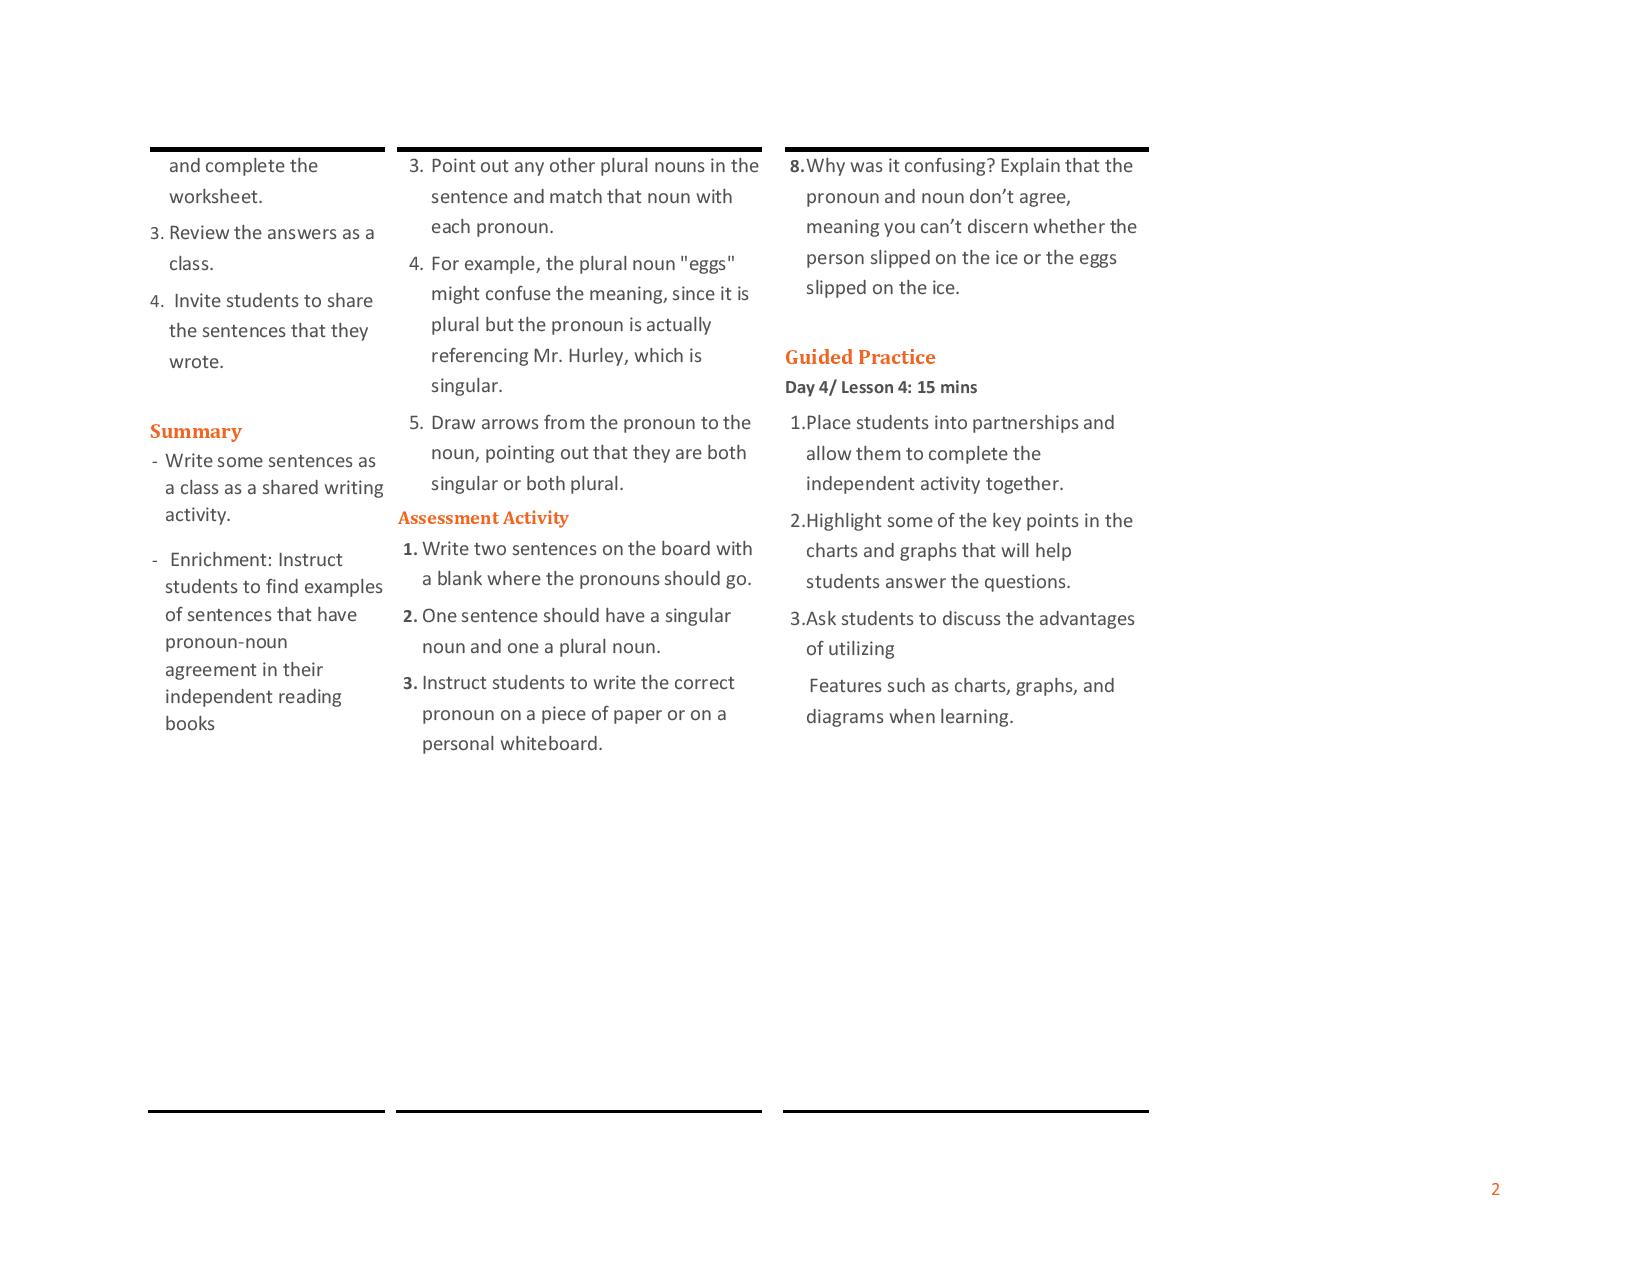 and complete the
worksheet.
3. Review the answers as a
class.
4. Invite students to share
the sentences that they
wrote.
Summary
- Write some sentences as
a class as a shared writing
activity.
- Enrichment: Instruct
students to find examples
of sentences that have
pronoun-noun
agreement in their
independent reading
books
3. Point out any other plural nouns in the
sentence and match that noun with
each pronoun.
4. For example, the plural noun "eggs"
might confuse the meaning, since it is
plural but the pronoun is actually
referencing Mr. Hurley, which is
singular.
5. Draw arrows from the pronoun to the
noun, pointing out that they are both
singular or both plural.
Assessment Activity
1. Write two sentences on the board with
a blank where the pronouns should go.
2. One sentence should have a singular
noun and one a plural noun.
3. Instruct students to write the correct
pronoun on a piece of paper or on a
personal whiteboard.
8.Why was it confusing? Explain that the
pronoun and noun don’t agree,
meaning you can’t discern whether the
person slipped on the ice or the eggs
slipped on the ice.
Guided Practice
Day 4/ Lesson 4: 15 mins
1.Place students into partnerships and
allow them to complete the
independent activity together.
2.Highlight some of the key points in the
charts and graphs that will help
students answer the questions.
3.Ask students to discuss the advantages
of utilizing
Features such as charts, graphs, and
diagrams when learning.
2